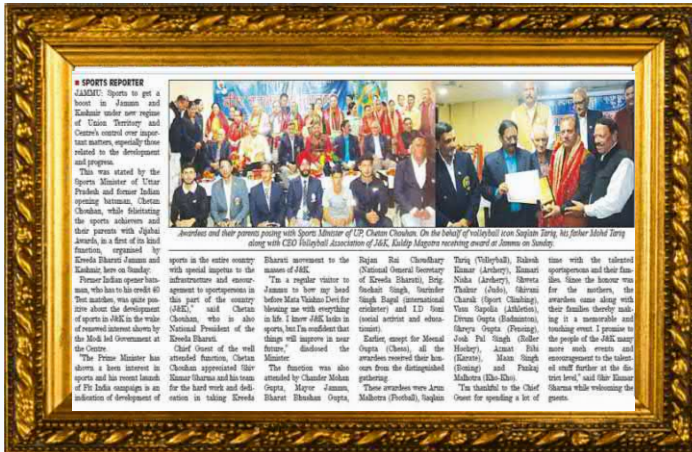 ■ SPORTS REPORTER
JAMMU: Sports to get a
boost in Jammu and
Kashmir under new regime
of Union Territory and
Centre's control over impor-
tant matters, especially those
related to the development
and progress.
This was stated by the
Sports Minister of Uttar
Pradesh and former Indian
opening batsman, Chetan
Chouhan, while felicitating
the sports achievers and
their parents with Jijabai
Awards, in a first of its kind
function, organised by
Kreeda Bharati Jammu and
Kashmir, here on Sunday.
Former Indian opener bats-
man, who has to his credit 40
Test matches, was quite pos-
itive about the development
of sports in J&K in the wake
of renewed interest shown by
the Modi led Government at
the Centre.
"The Prime Minister has
shown a keen interest in
sports and his recent launch
of Fit India campaign is an
indication of development of
Awardees and their parents posing with Sports Minister of UP, Chetan Chouhan. On the behalf of volleyball icon Saqlain Tariq, his father Mohd Tariq
along with CEO Volleyball Association of J&K, Kuldip Magotra receiving award at Jammu on Sunday.
sports in the entire country
with special impetus to the
infrastructure and encour-
agement to sportspersons in
this part of the country
(J&K)," said Chetan
Chouhan, who is also
National President of the
Kreeda Bharati.
Chief Guest of the well
attended function, Chetan
Chouhan appreciated Shiv
Kumar Sharma and his team
for the hard work and dedi-
cation in taking Kreeda
Bharati movement to the
masses of J&K.
"I'm a regular visitor to
Jammu to bow my head
before Mata Vaishno Devi for
blessing me with everything
in life. I know J&K lacks in
sports, but I'm confident that
things will improve in near
future," disclosed the
Minister.
The function was also
attended by Chander Mohan
Gupta, Mayor Jammu,
Bharat Bhushan Gupta,
Rajan Rai Choudhary
(National General Secretary
of Kreeda Bharati), Brig.
Suchait Singh, Surinder
Singh Bagal (international
cricketer) and I.D Soni
(social activist and educa-
tionist).
Earlier, except for Meenal
Gupta (Chess), all the
awardees received their hon-
ours from the distinguished
gathering.
These awardees were Arun
Malhotra (Football), Saqlain
Tariq (Volleyball), Rakesh
Kumar (Archery), Kumari
Nisha (Archery), Shweta
Thakur (Judo), Shivani
Charak (Sport Climbing),
Vasu Sapolia (Athletics),
Divam Gupta (Badminton),
Shreya Gupta (Fencing),
Josh Pal Singh (Roller
Hockey), Azmat Bibi
(Karate), Maan Singh
(Boxing) and Pankaj
Malhotra (Kho-Kho).
"I'm thankful to the Chief
Guest for spending a lot of
time with the talented
sportspersons and their fam-
ilies. Since the honour was
for the mothers, the
awardees came along with
their families thereby mak-
ing it a memorable and
touching event. I promise to
the people of the J&K many
more such events and
encouragement to the talent-
ed stuff further at the dis-
trict level," said Shiv Kumar
Sharma while welcoming the
guests.